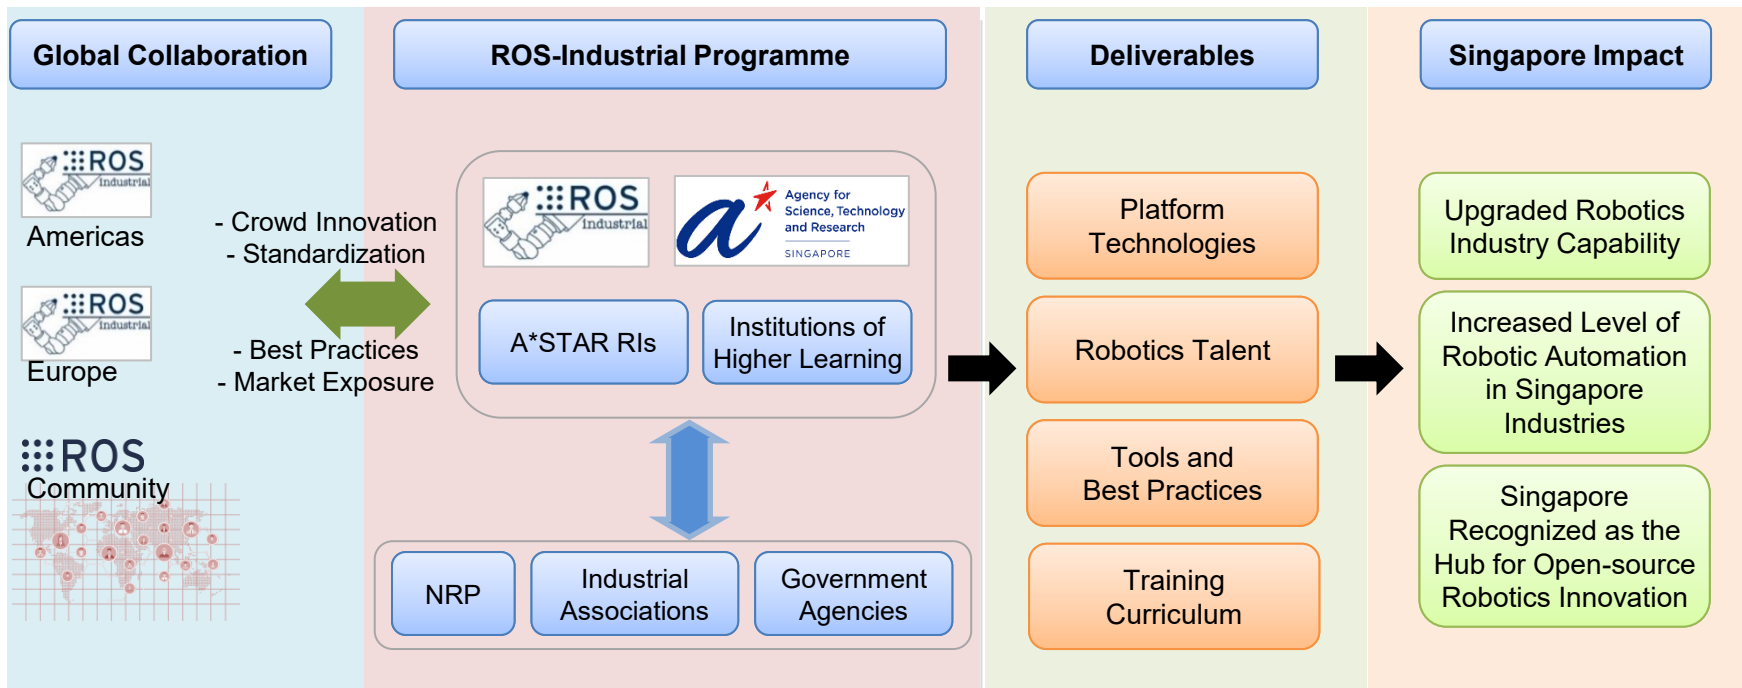 Global Collaboration
ROS
Industrial
Americas
ROS
Industrial
Europe
ROS
Community
- Crowd Innovation
- Standardization
- Best Practices
- Market Exposure
ROS-Industrial Programme
ROS
Industrial
a
Agency for
Science, Technology
and Research
SINGAPORE
A*STAR RIs
Institutions of
Higher Learning
NRP
Industrial
Associations
Government
Agencies
Deliverables
Platform
Technologies
Robotics Talent
Tools and
Best Practices
Training
Curriculum
Singapore Impact
Upgraded Robotics
Industry Capability
Increased Level of
Robotic Automation
in Singapore
Industries
Singapore
Recognized as the
Hub for Open-source
Robotics Innovation